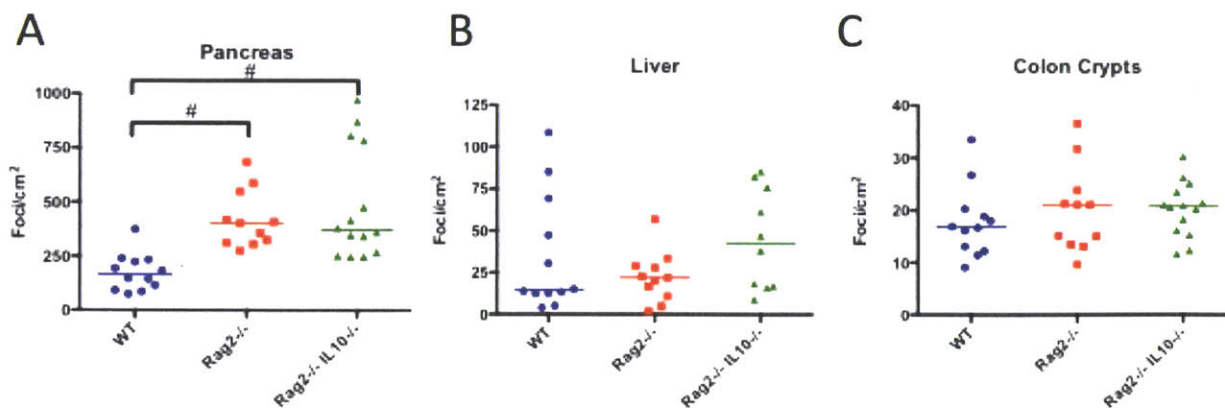 A
Pancreas
#
#
Foci/cm²
1000
750
500
250
0
WT
Rag2-/-
Rag2-/- IL10-/-
B
Liver
Foci/cm²
125
100
75
50
25
0
WT
Rag2-/-
Rag2-/- IL10-/-
C
Colon Crypts
Foci/cm²
40
30
20
10
0
WT
Rag2-/-
Rag2-/- IL10-/-